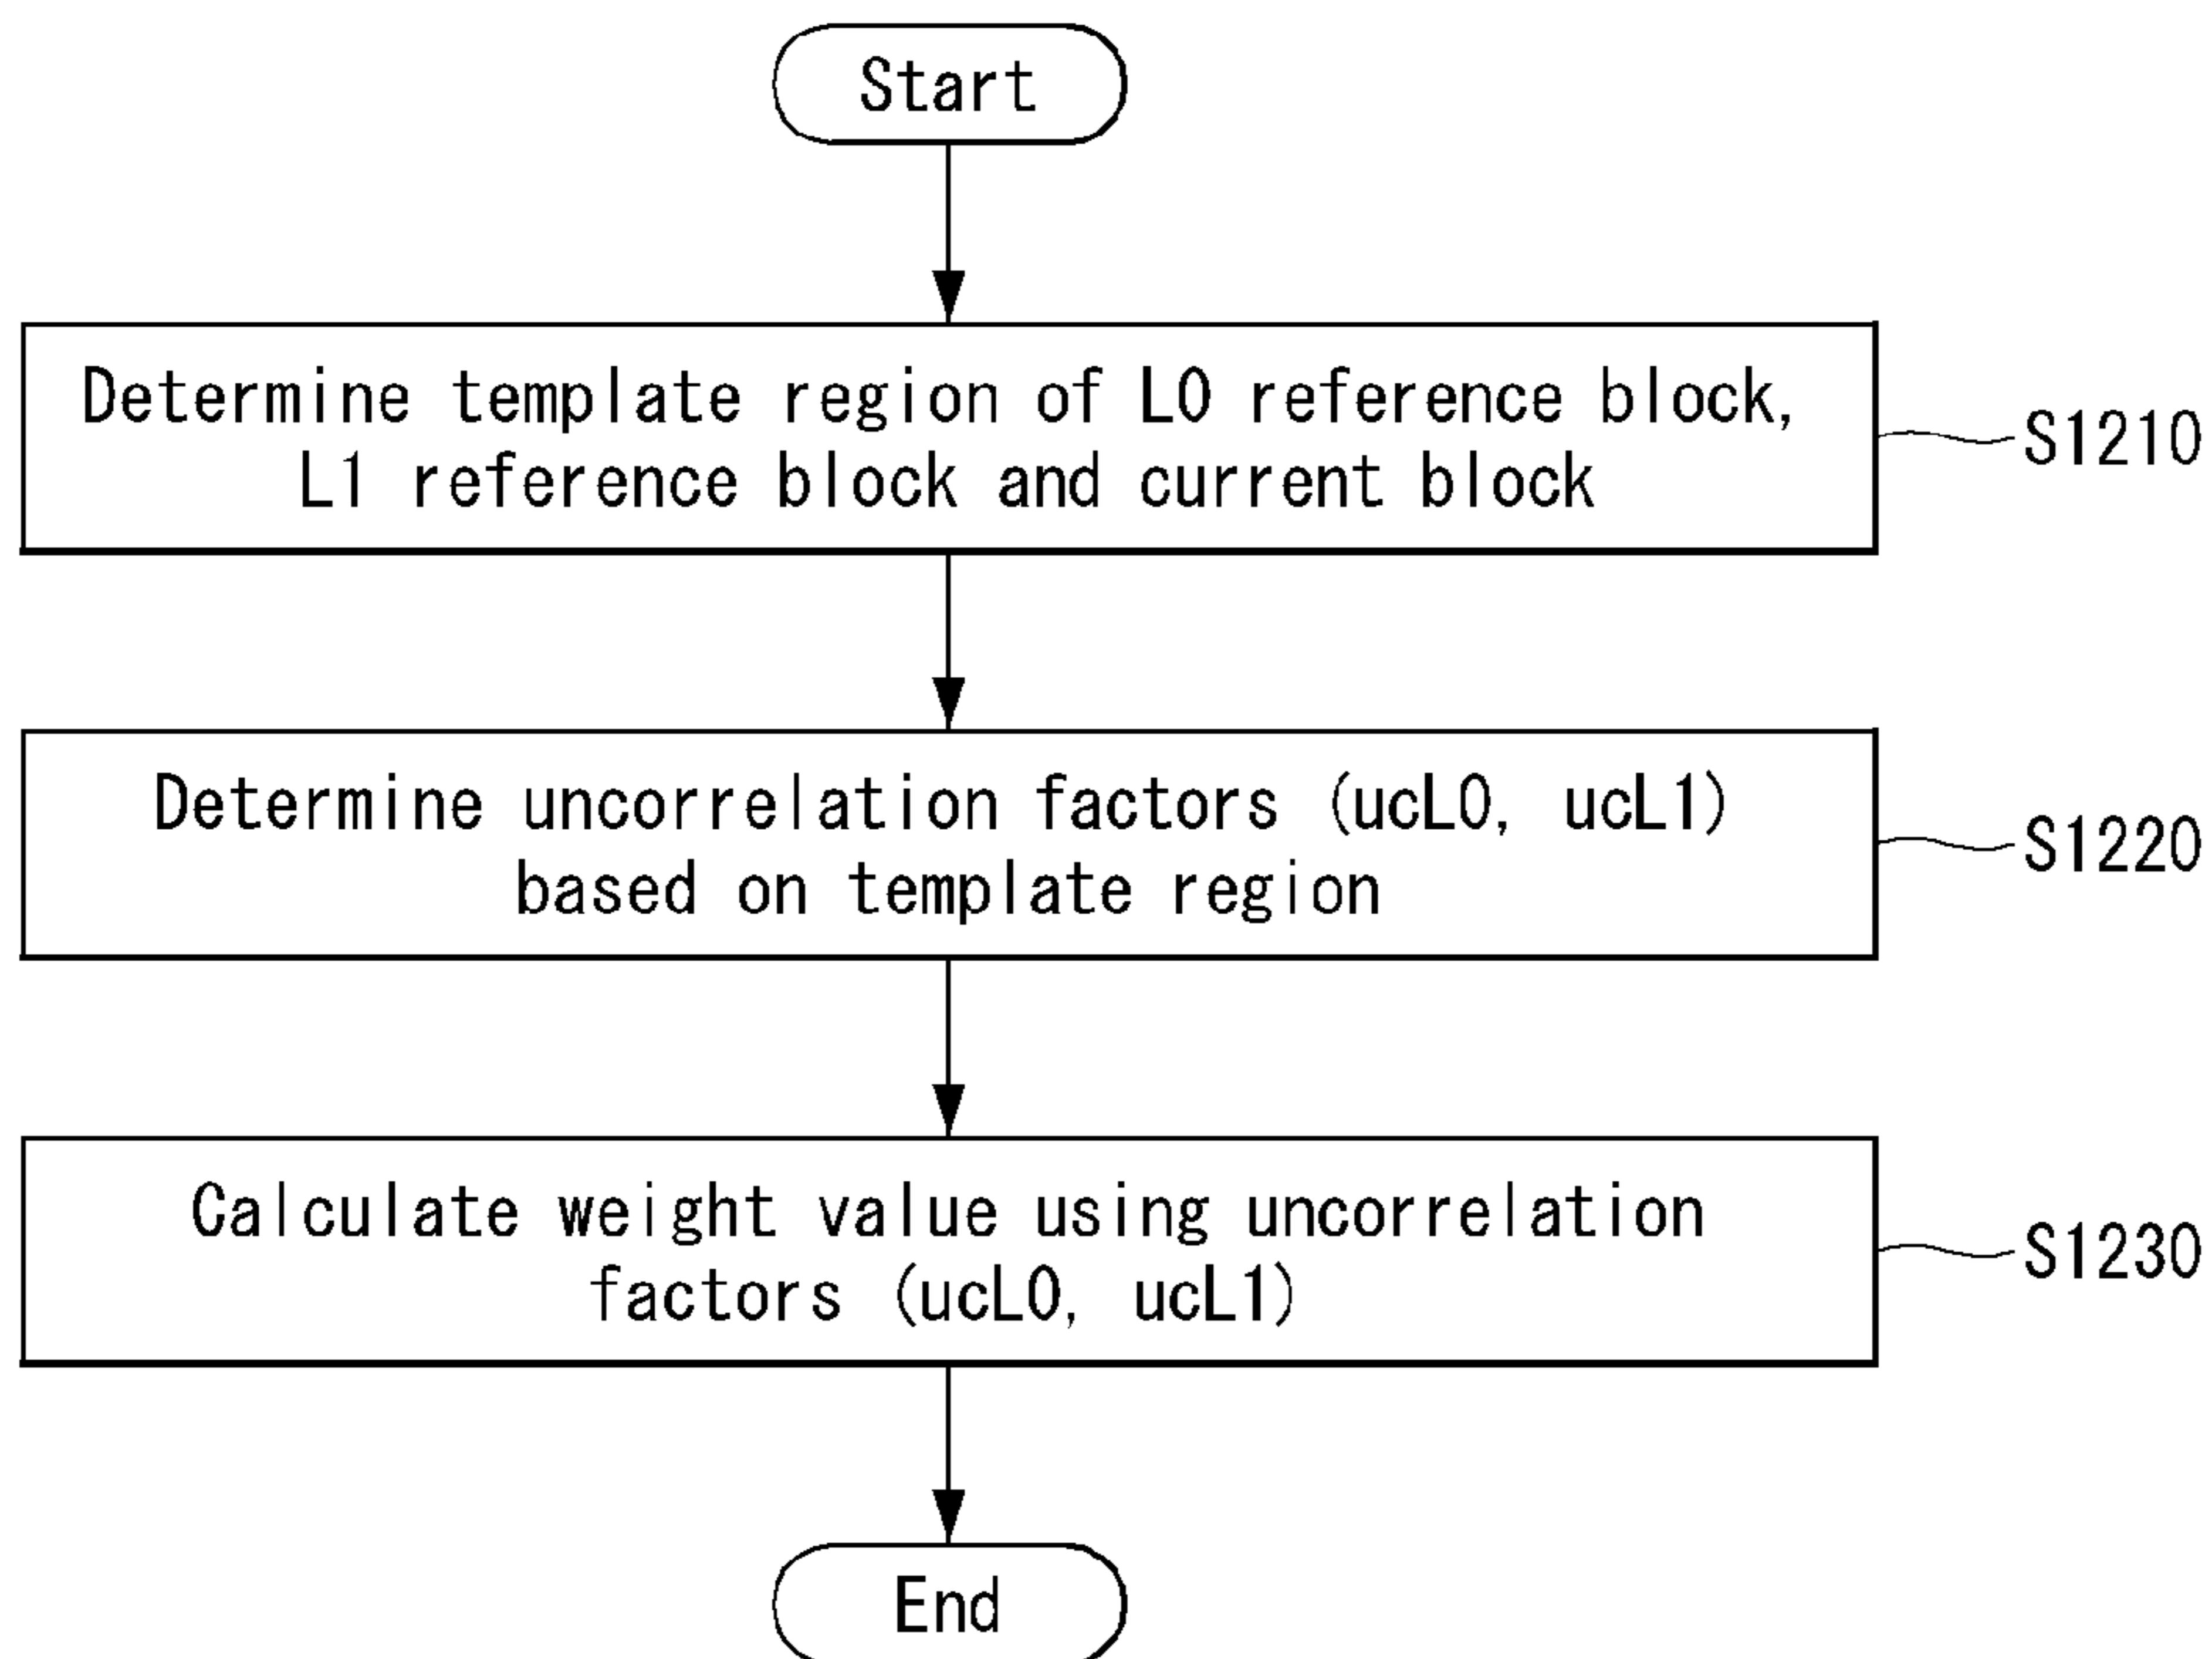 Start
Determine template region of L0 reference block,
L1 reference block and current block
S1210
Determine uncorrelation factors (ucL0, ucL1)
based on template region
S1220
Calculate weight value using uncorrelation
factors (ucL0, ucL1)
S1230
End